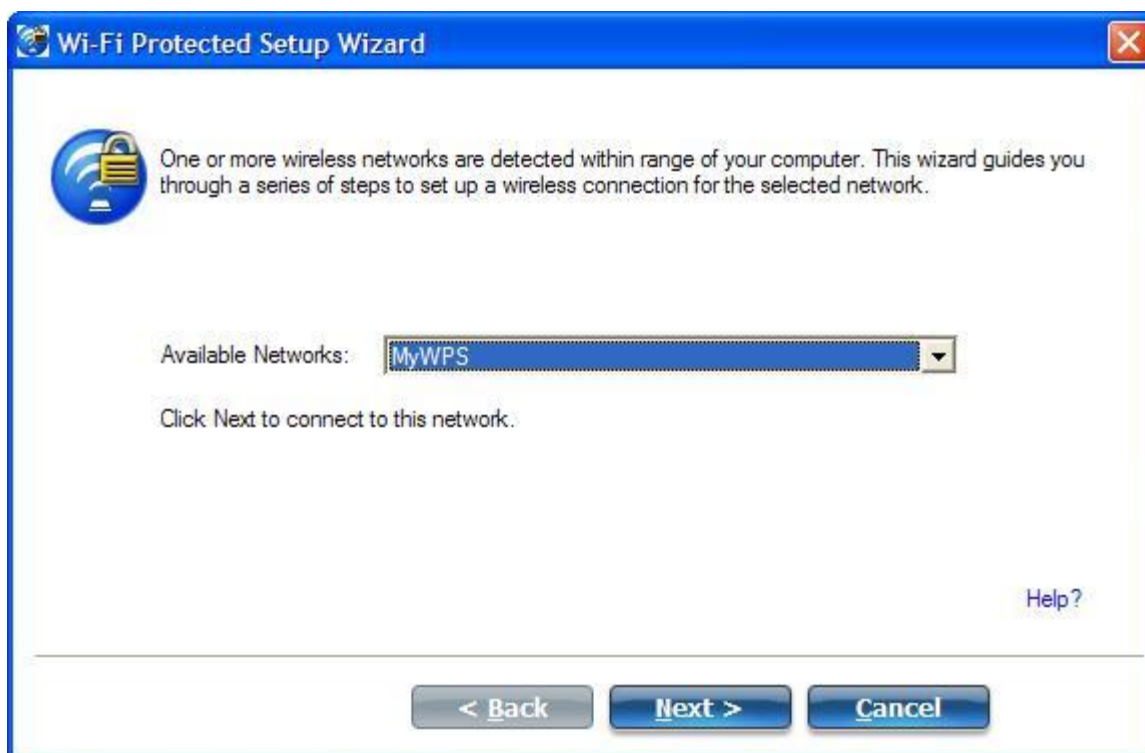 Wi-Fi Protected Setup Wizard
One or more wireless networks are detected within range of your computer. This wizard guides you
through a series of steps to set up a wireless connection for the selected network.
Available Networks: MyWPS
Click Next to connect to this network.
Help?
< Back Next > Cancel